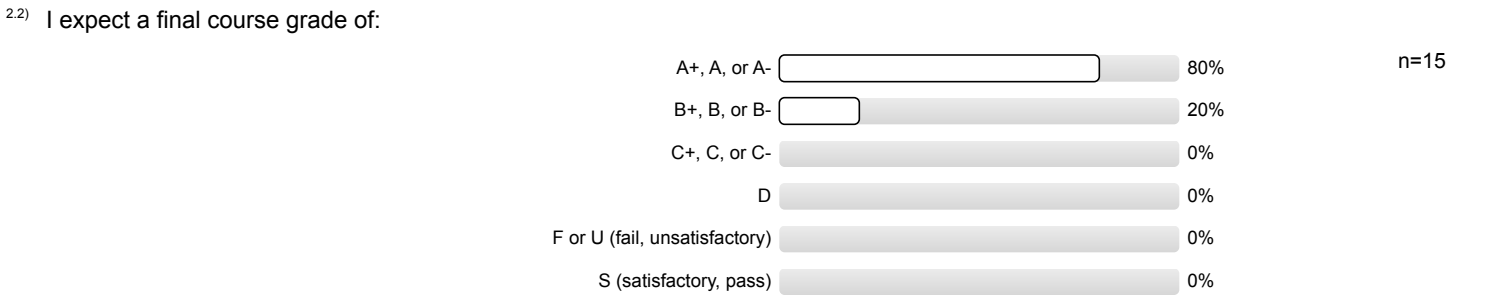 2.2) I expect a final course grade of:
n=15
A+, A, or A- 80%
B+, B, or B- 20%
C+, C, or C- 0%
D 0%
F or U (fail, unsatisfactory) 0%
S (satisfactory, pass) 0%